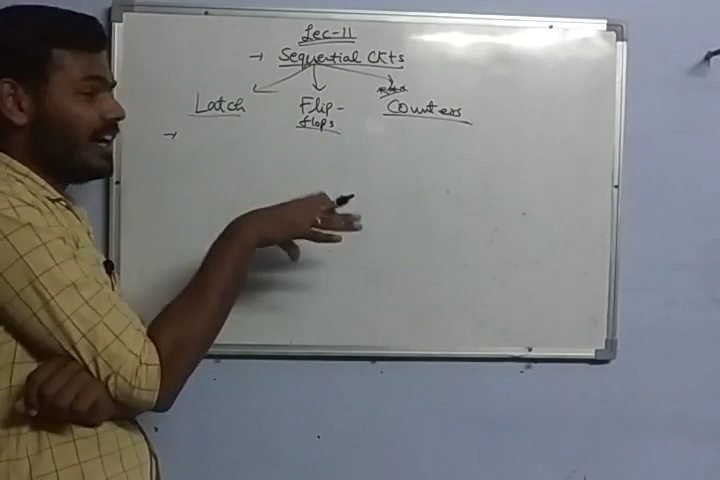 Lec-11
→ Sequential CKTs
Latch Flip- Counters
flops
→